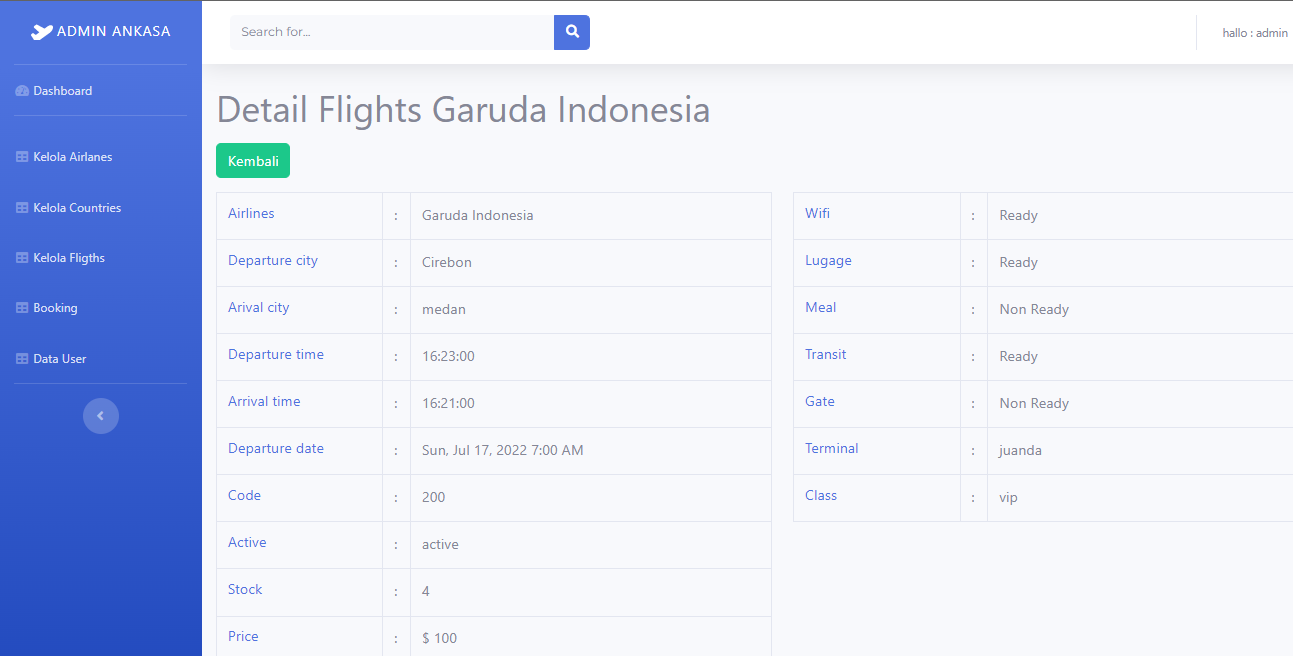 ADMIN ANKASA
Search for...
hallo : admin
Dashboard
Kelola Airlanes
Kelola Countries
Kelola Fligths
Booking
Data User
Detail Flights Garuda Indonesia
Kembali
Airlines : Garuda Indonesia
Departure city : Cirebon
Arival city : medan
Departure time : 16:23:00
Arrival time : 16:21:00
Departure date : Sun, Jul 17, 2022 7:00 AM
Code : 200
Active : active
Stock : 4
Price : $ 100
Wifi : Ready
Lugage : Ready
Meal : Non Ready
Transit : Ready
Gate : Non Ready
Terminal : juanda
Class : vip